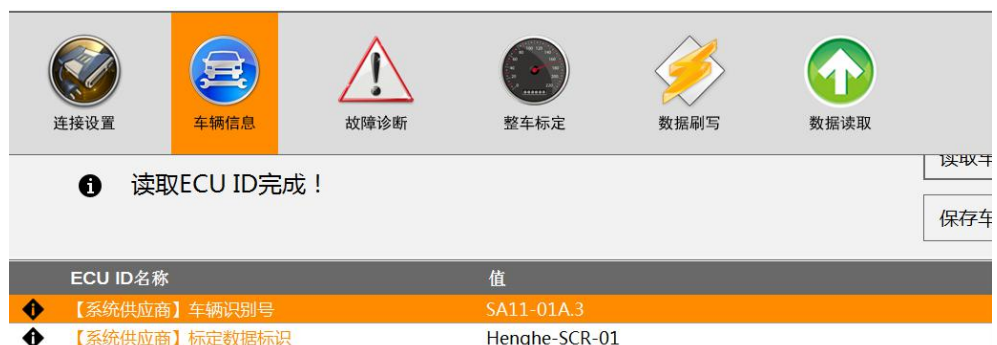 连接设置
车辆信息
故障诊断
整车标定
数据刷写
数据读取
读取车
读取ECU ID完成！
保存车
ECU ID名称 值
【系统供应商】车辆识别号 SA11-01A.3
【系统供应商】标定数据标识 Henghe-SCR-01